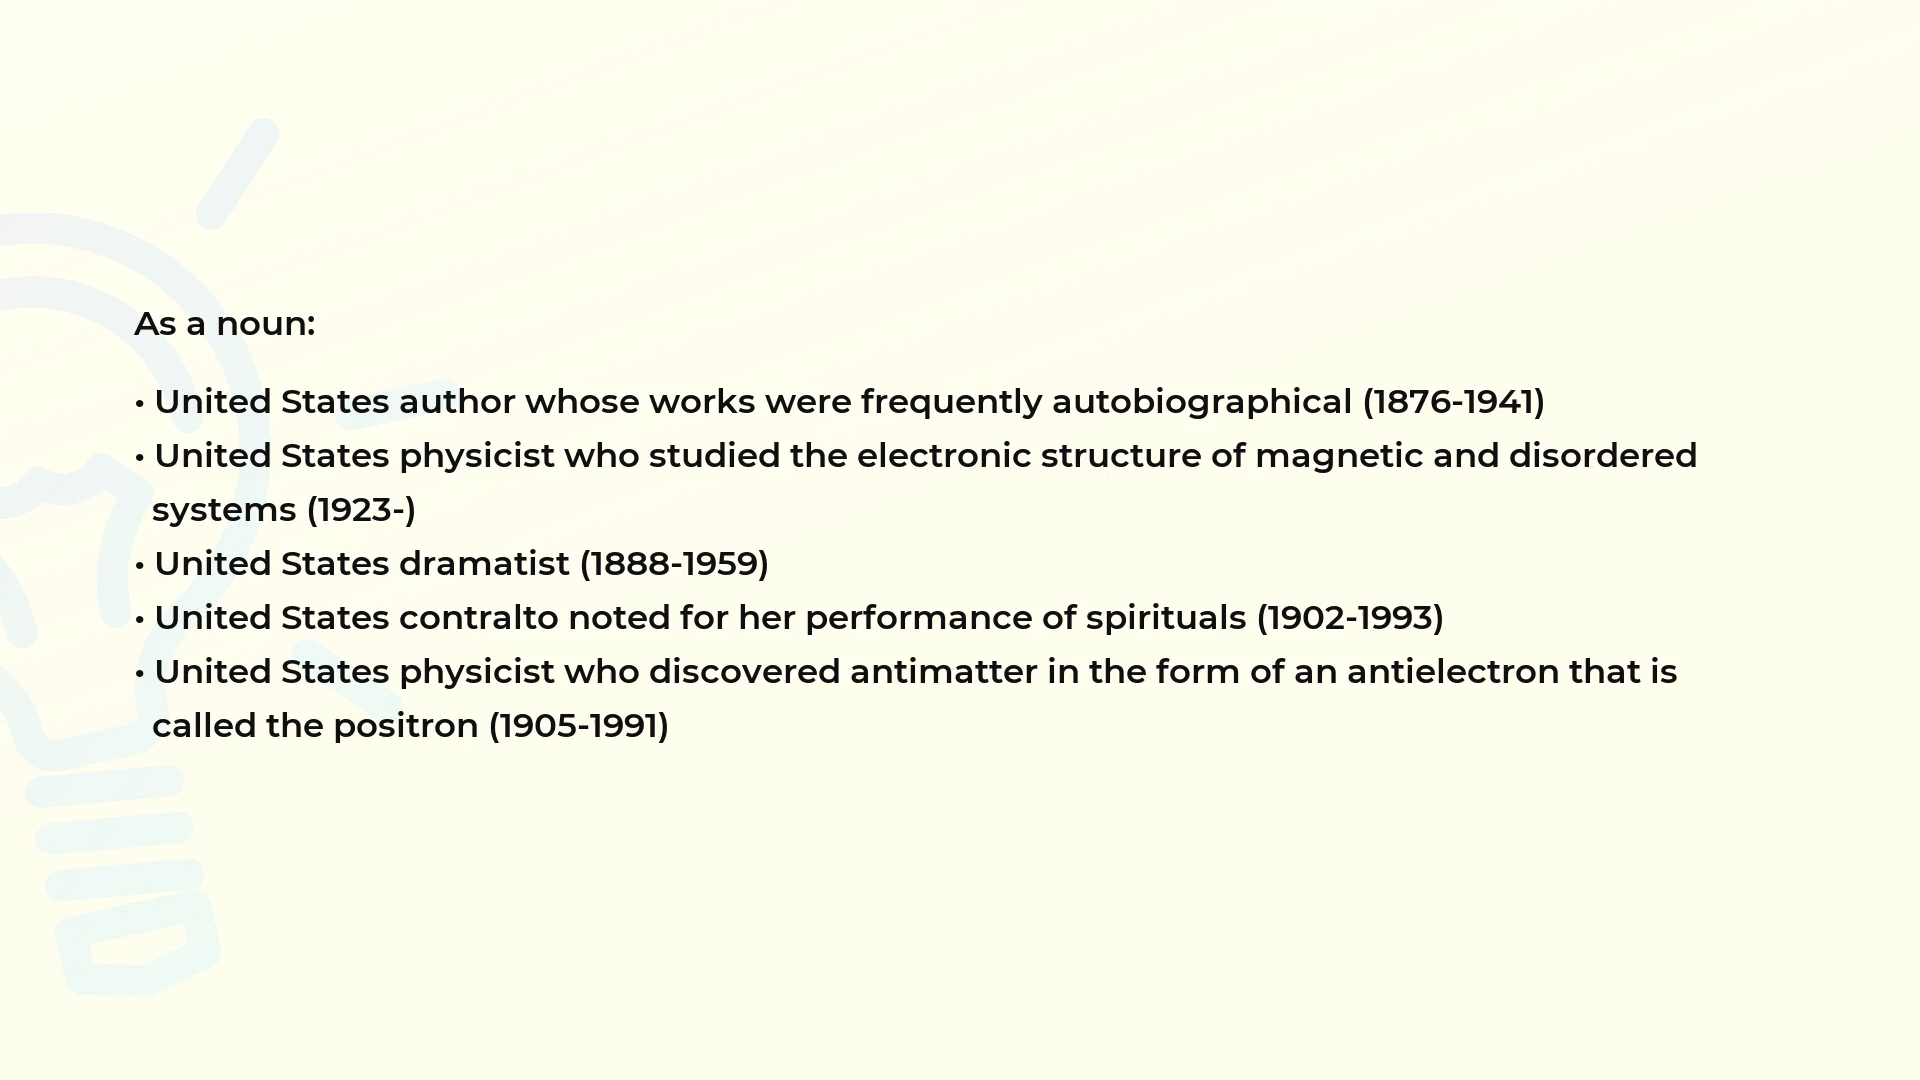 As a noun:
• United States author whose works were frequently autobiographical (1876-1941)
• United States physicist who studied the electronic structure of magnetic and disordered
systems (1923-)
• United States dramatist (1888-1959)
• United States contralto noted for her performance of spirituals (1902-1993)
• United States physicist who discovered antimatter in the form of an antielectron that is
called the positron (1905-1991)